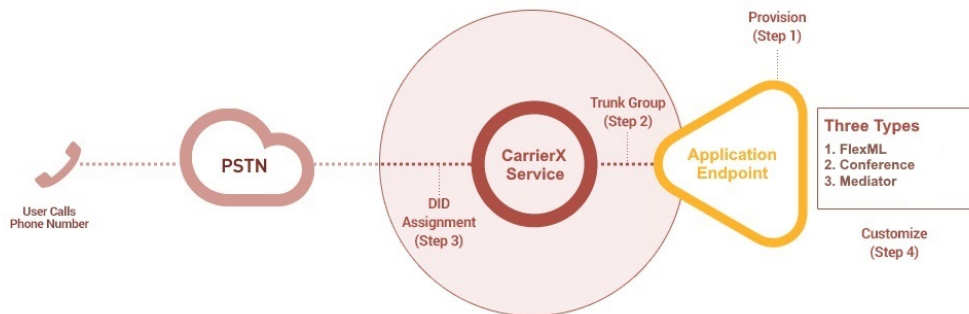 User Calls
Phone Number
PSTN
DID
Assignment
(Step 3)
CarrierX
Service
Trunk Group
(Step 2)
Application
Endpoint
Provision
(Step 1)
Three Types
1. FlexML
2. Conference
3. Mediator
Customize
(Step 4)